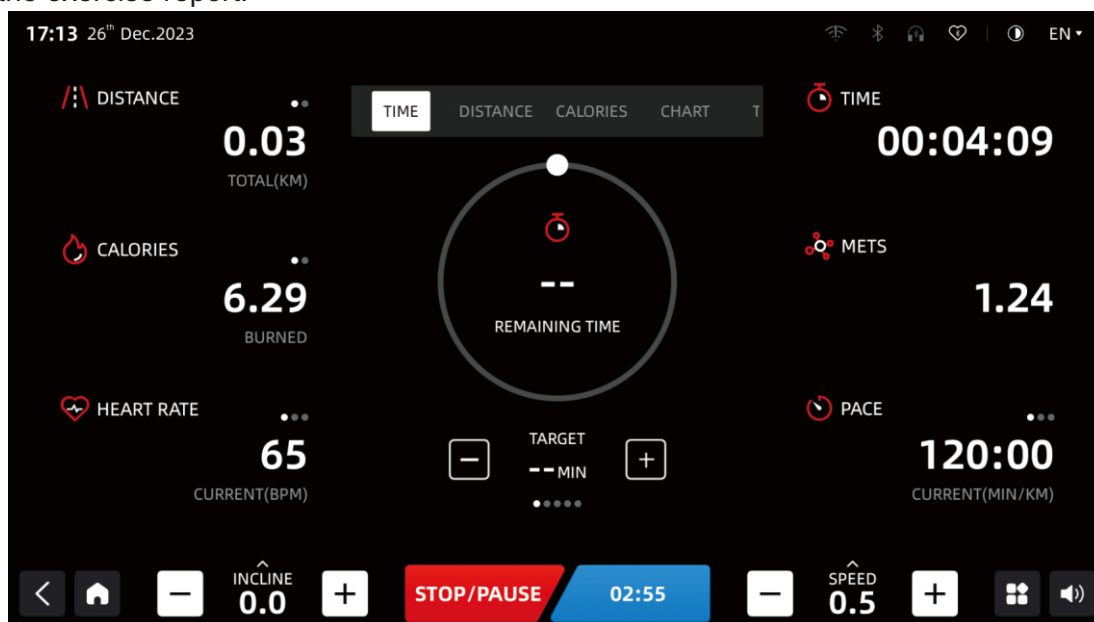 the exercise report.
17:13 26th Dec.2023
EN
DISTANCE
0.03
TOTAL(KM)
CALORIES
6.29
BURNED
HEART RATE
65
CURRENT(BPM)
TIME DISTANCE CALORIES CHART T
--
REMAINING TIME
TARGET
--MIN
TIME
00:04:09
METS
1.24
PACE
120:00
CURRENT(MIN/KM)
INCLINE
0.0
STOP/PAUSE
02:55
SPEED
0.5